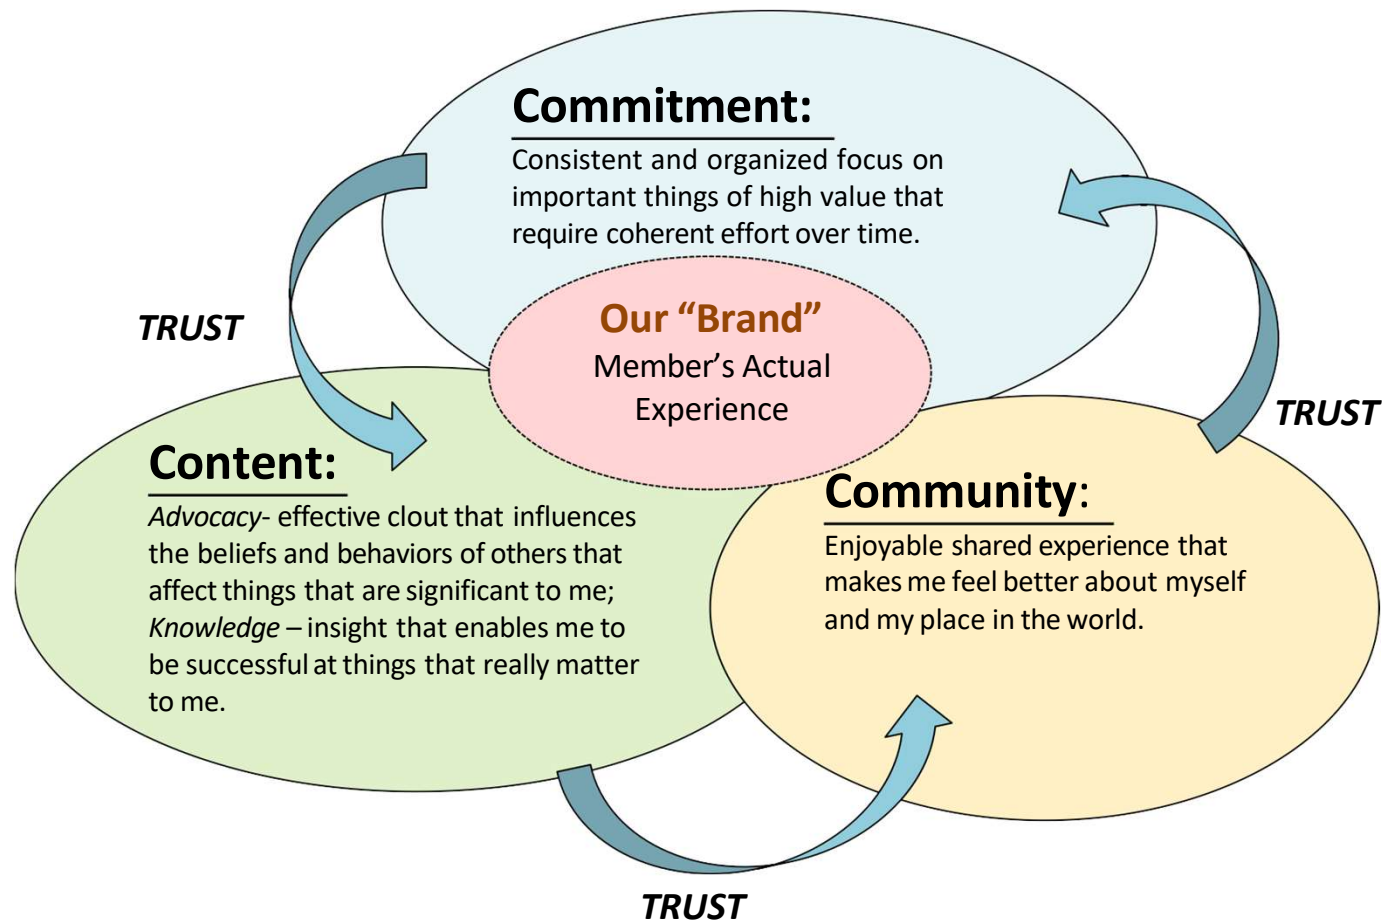 Commitment:
Consistent and organized focus on
important things of high value that
require coherent effort over time.
TRUST
Our “Brand”
Member’s Actual
Experience
TRUST
Content:
Advocacy- effective clout that influences
the beliefs and behaviors of others that
affect things that are significant to me;
Knowledge – insight that enables me to
be successful at things that really matter
to me.
Community:
Enjoyable shared experience that
makes me feel better about myself
and my place in the world.
TRUST